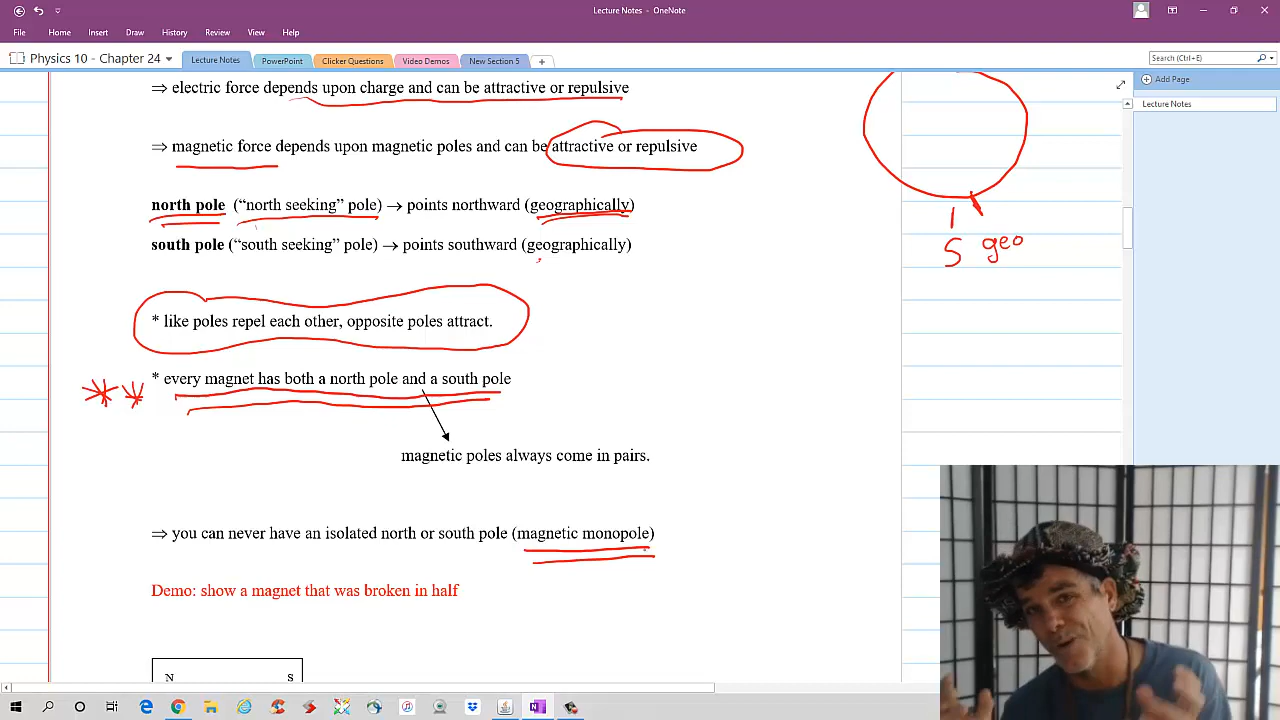 Lecture Notes - OneNote
File Home Insert Draw History Review View Help
Physics 10 - Chapter 24 Lecture Notes PowerPoint Clicker Questions Video Demos New Section 5 Search (Ctrl+E)
Add Page
Lecture Notes
⇒ electric force depends upon charge and can be attractive or repulsive
⇒ magnetic force depends upon magnetic poles and can be attractive or repulsive
north pole (“north seeking” pole) → points northward (geographically)
south pole (“south seeking” pole) → points southward (geographically)
S geo
* like poles repel each other, opposite poles attract.
* every magnet has both a north pole and a south pole
magnetic poles always come in pairs.
⇒ you can never have an isolated north or south pole (magnetic monopole)
Demo: show a magnet that was broken in half
N S